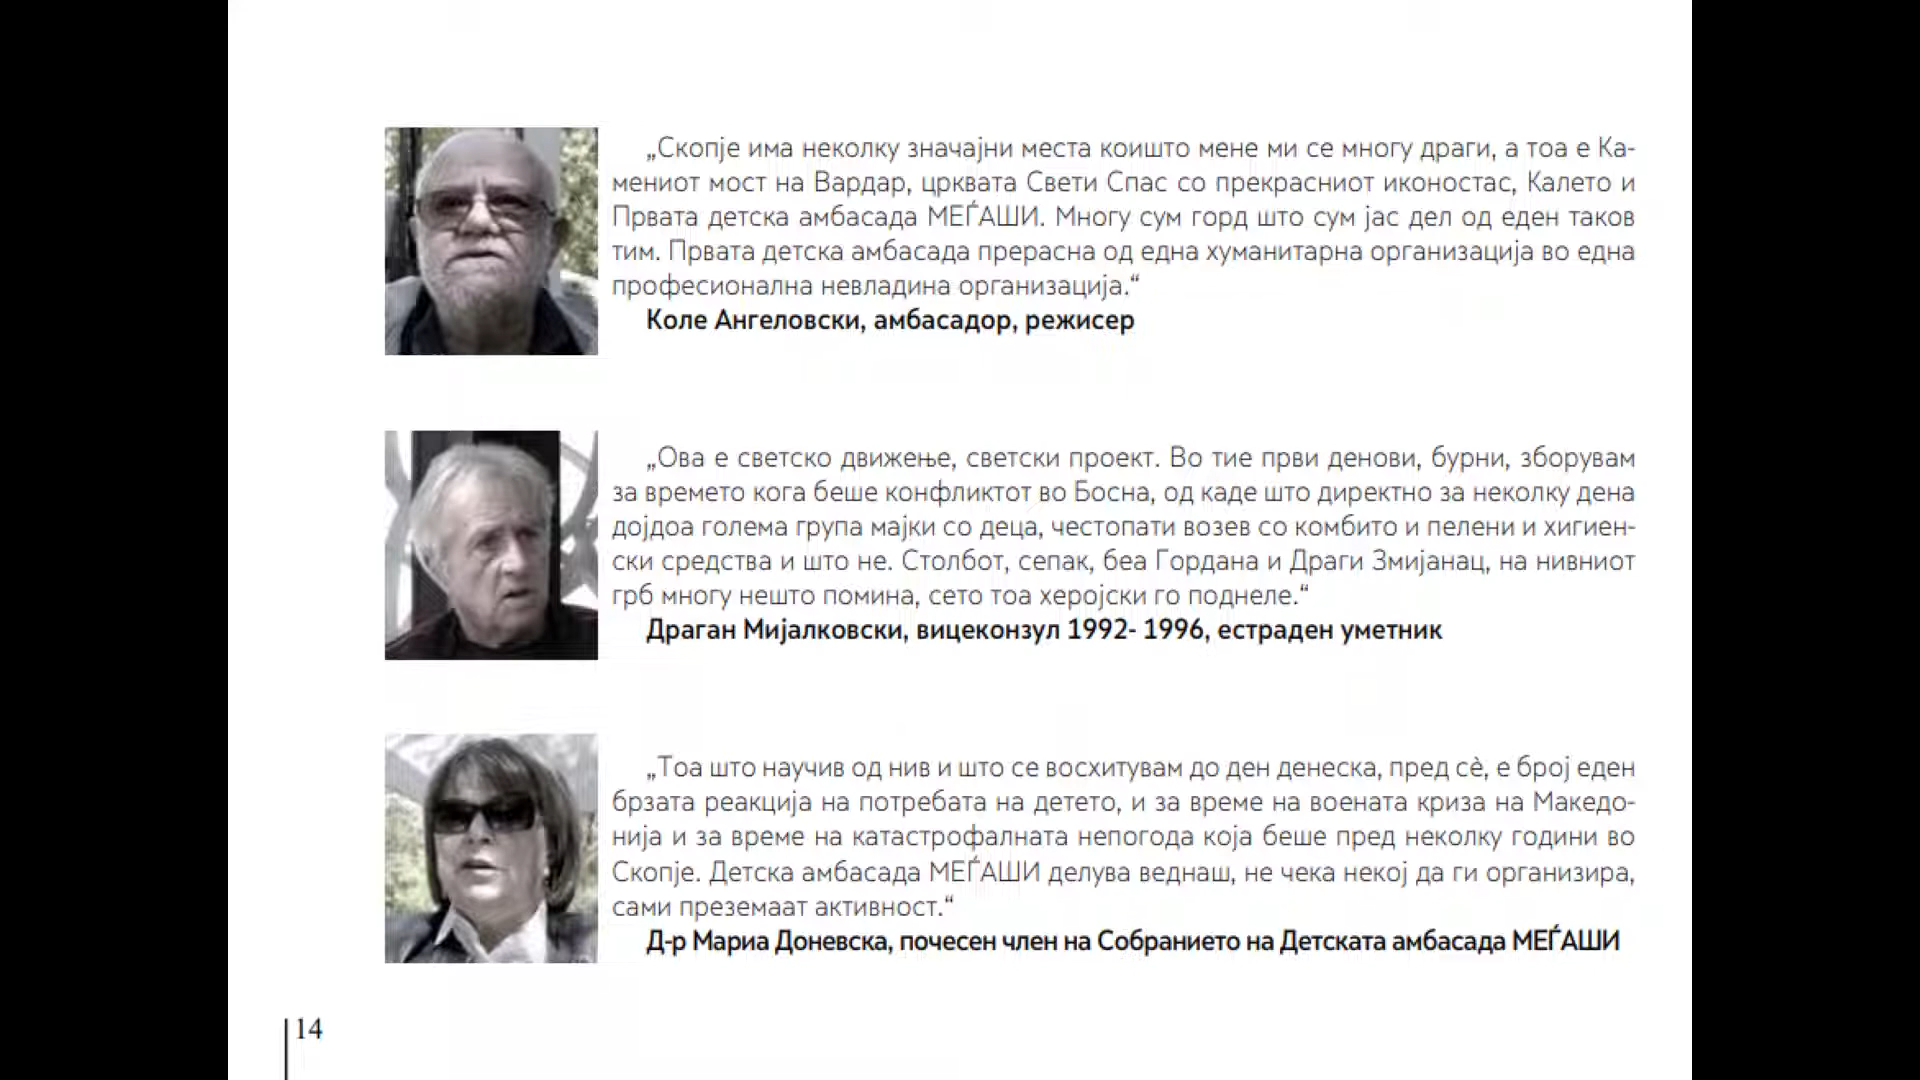 „Скопје има неколку значајни места коишто мене ми се многу драги, а тоа е Ка-
мениот мост на Вардар, црквата Свети Спас со прекрасниот иконостас, Калето и
Првата детска амбасада МЕЃАШИ. Многу сум горд што сум јас дел од еден таков
тим. Првата детска амбасада прерасна од една хуманитарна организација во една
професионална невладина организација.“
Коле Ангеловски, амбасадор, режисер
„Ова е светско движење, светски проект. Во тие први денови, бурни, зборувам
за времето кога беше конфликтот во Босна, од каде што директно за неколку дена
дојдоа голема група мајки со деца, честопати возев со комбито и пелени и хигиен-
ски средства и што не. Столбот, сепак, беа Гордана и Драги Змијанац, на нивниот
грб многу нешто помина, сето тоа херојски го поднеле.“
Драган Мијалковски, вицеконзул 1992- 1996, естраден уметник
„Тоа што научив од нив и што се восхитувам до ден денеска, пред сѐ, е број еден
брзата реакција на потребата на детето, и за време на воената криза на Македо-
нија и за време на катастрофалната непогода која беше пред неколку години во
Скопје. Детска амбасада МЕЃАШИ делува веднаш, не чека некој да ги организира,
сами преземаат активност.“
Д-р Мариа Доневска, почесен член на Собранието на Детската амбасада МЕЃАШИ
14